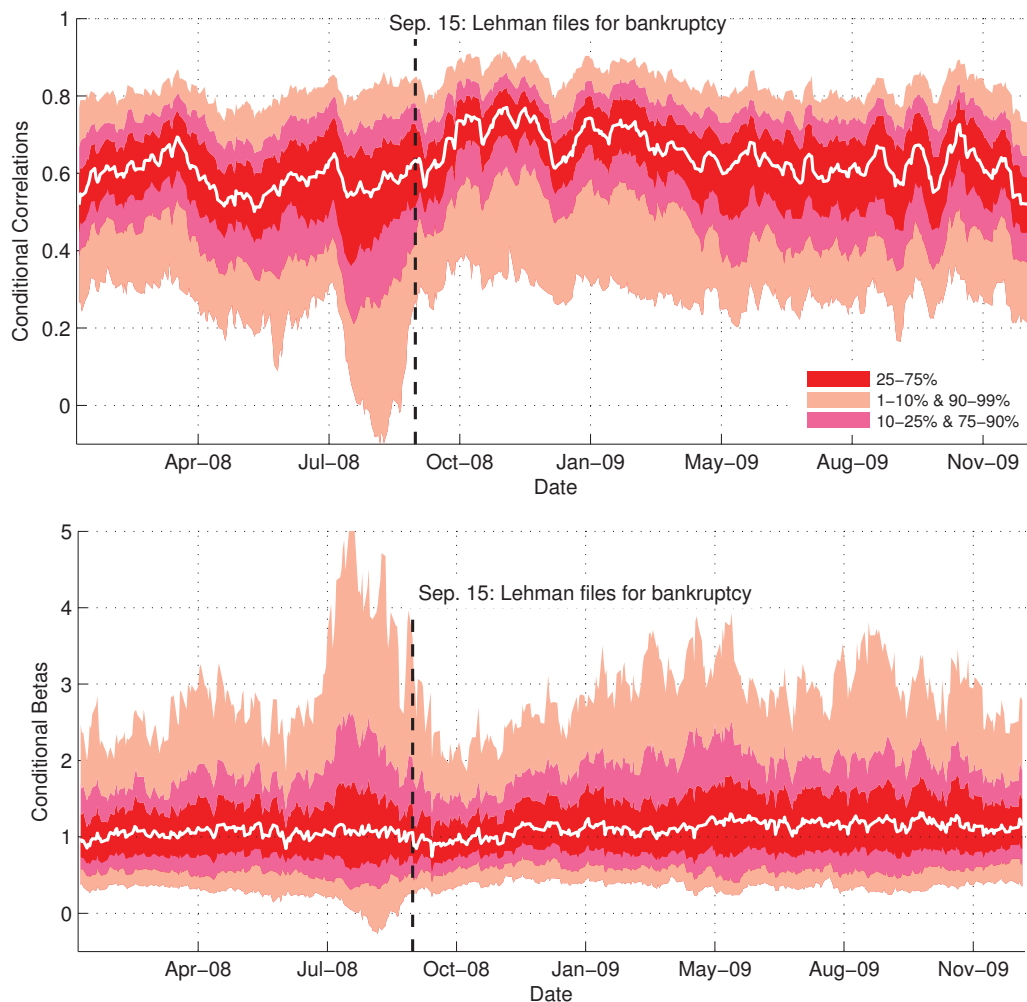 Sep. 15: Lehman files for bankruptcy
1
0.8
0.6
0.4
0.2
0
Conditional Correlations
25−75%
1−10% & 90−99%
10−25% & 75−90%
Apr−08 Jul−08 Oct−08 Jan−09 May−09 Aug−09 Nov−09
Date
5
4
3
2
1
0
Conditional Betas
Sep. 15: Lehman files for bankruptcy
Apr−08 Jul−08 Oct−08 Jan−09 May−09 Aug−09 Nov−09
Date